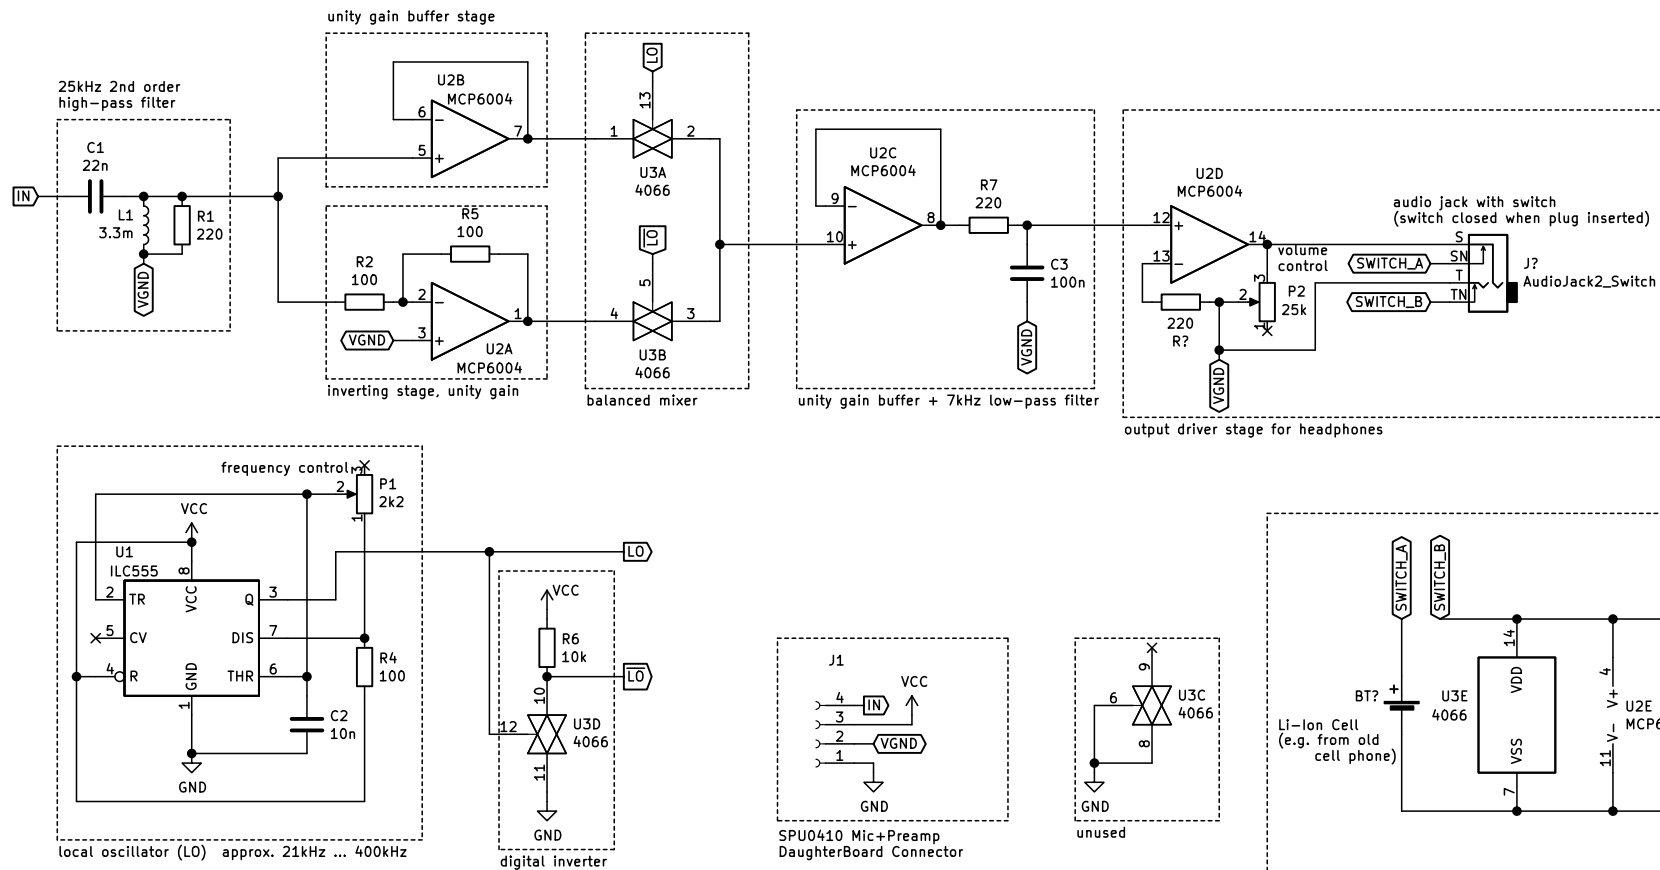 unity gain buffer stage
25kHz 2nd order
high-pass filter
C1
22n
IN
L1
3.3m
R1
220
VGND
U2B
MCP6004
6
5
7
R5
100
R2
100
2
3
1
VGND
U2A
MCP6004
inverting stage, unity gain
LO
13
1
2
U3A
4066
LO
5
4
3
U3B
4066
balanced mixer
U2C
MCP6004
9
10
8
R7
220
C3
100n
VGND
unity gain buffer + 7kHz low-pass filter
U2D
MCP6004
12
13
14
volume
control
3
2
1
P2
25k
220
R?
VGND
audio jack with switch
(switch closed when plug inserted)
S
SN
T
TN
SWITCH_A
SWITCH_B
J?
AudioJack2_Switch
output driver stage for headphones
frequency control
3
2
1
P1
2k2
VCC
U1
ILC555
8
2
TR
VCC
Q
3
5
CV
DIS
7
4
R
GND
THR
6
1
R4
100
C2
10n
GND
local oscillator (LO) approx. 21kHz ... 400kHz
LO
VCC
R6
10k
LO
10
12
11
U3D
4066
GND
digital inverter
J1
4
IN
VCC
3
2
VGND
1
GND
SPU0410 Mic+Preamp
DaughterBoard Connector
9
6
8
U3C
4066
GND
unused
SWITCH_A
SWITCH_B
BT?
+
Li-Ion Cell
(e.g. from old
cell phone)
U3E
4066
14
VDD
VSS
7
4
V+
V-
11
U2E
MCP6